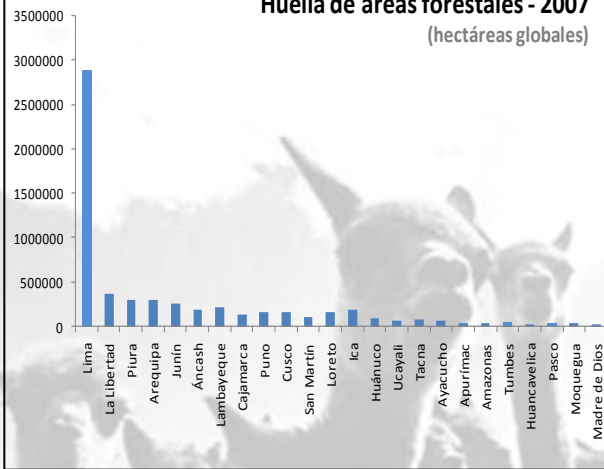 Huella de áreas forestales - 2007
(hectáreas globales)
3500000
3000000
2500000
2000000
1500000
1000000
500000
0
Lima
La Libertad
Piura
Arequipa
Junín
Áncash
Lambayeque
Cajamarca
Puno
Cusco
San Martín
Loreto
Ica
Huánuco
Ucayali
Tacna
Ayacucho
Apurímac
Amazonas
Tumbes
Huancavelica
Pasco
Moquegua
Madre de Dios